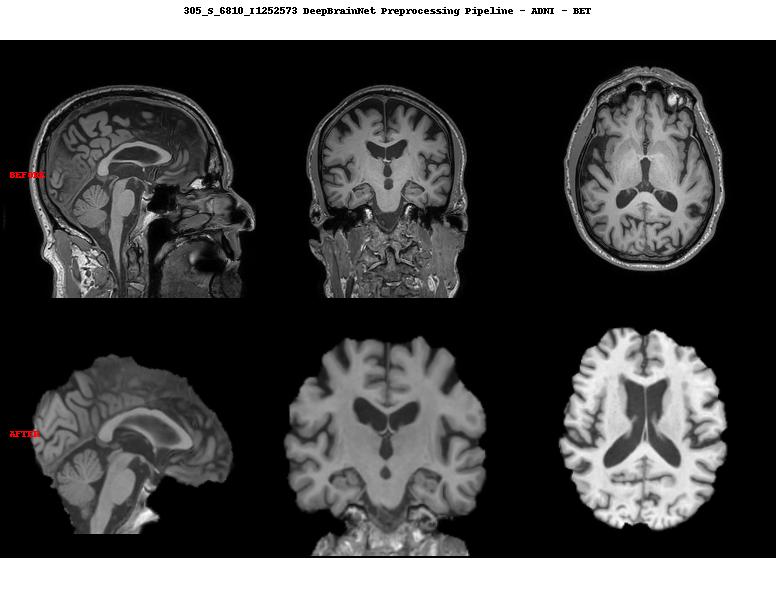 305_S_6810_I1252573 DeepBrainNet Preprocessing Pipeline - ADNI - BET
BEFORE
AFTER